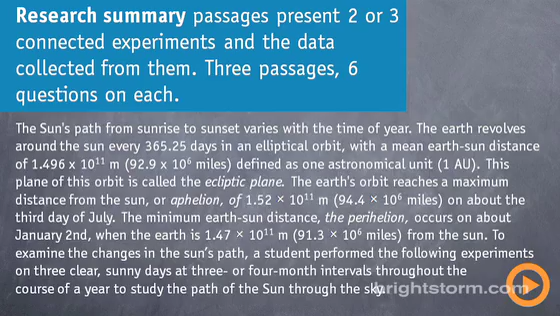 Research summary passages present 2 or 3
connected experiments and the data
collected from them. Three passages, 6
questions on each.
The Sun's path from sunrise to sunset varies with the time of year. The earth revolves
around the sun every 365.25 days in an elliptical orbit, with a mean earth-sun distance
of 1.496 x 10¹¹ m (92.9 x 10⁶ miles) defined as one astronomical unit (1 AU). This
plane of this orbit is called the ecliptic plane. The earth's orbit reaches a maximum
distance from the sun, or aphelion, of 1.52 × 10¹¹ m (94.4 × 10⁶ miles) on about the
third day of July. The minimum earth-sun distance, the perihelion, occurs on about
January 2nd, when the earth is 1.47 × 10¹¹ m (91.3 × 10⁶ miles) from the sun. To
examine the changes in the sun's path, a student performed the following experiments
on three clear, sunny days at three- or four-month intervals throughout the
course of a year to study the path of the Sun through the sky.
brightstorm.com